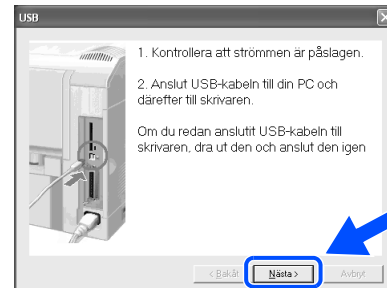 USB
1. Kontrollera att strömmen är påslagen.
2. Anslut USB-kabeln till din PC och
därefter till skrivaren.
Om du redan anslutit USB-kabeln till
skrivaren, dra ut den och anslut den igen
< Bakåt Nästa > Avbryt